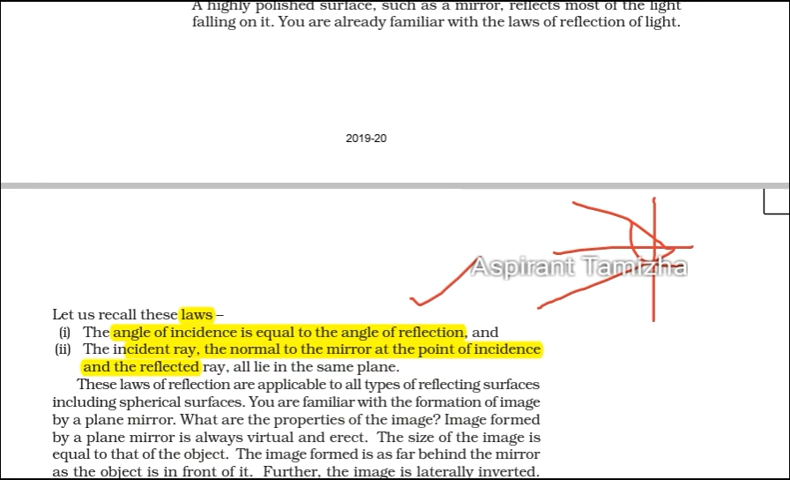 A highly polished surface, such as a mirror, reflects most of the light
falling on it. You are already familiar with the laws of reflection of light.
2019-20
Aspirant Tamizha
Let us recall these laws –
(i) The angle of incidence is equal to the angle of reflection, and
(ii) The incident ray, the normal to the mirror at the point of incidence
and the reflected ray, all lie in the same plane.
These laws of reflection are applicable to all types of reflecting surfaces
including spherical surfaces. You are familiar with the formation of image
by a plane mirror. What are the properties of the image? Image formed
by a plane mirror is always virtual and erect. The size of the image is
equal to that of the object. The image formed is as far behind the mirror
as the object is in front of it. Further, the image is laterally inverted.